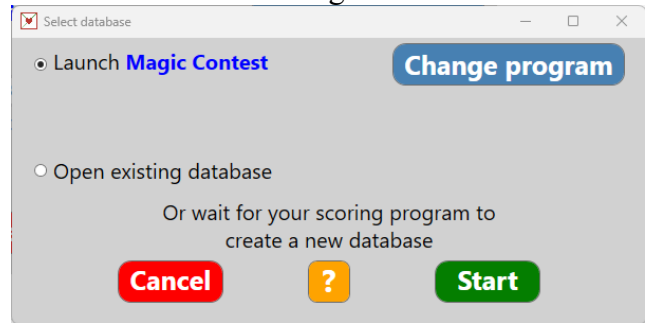 Select database
Launch Magic Contest
Change program
Open existing database
Or wait for your scoring program to
create a new database
Cancel
?
Start